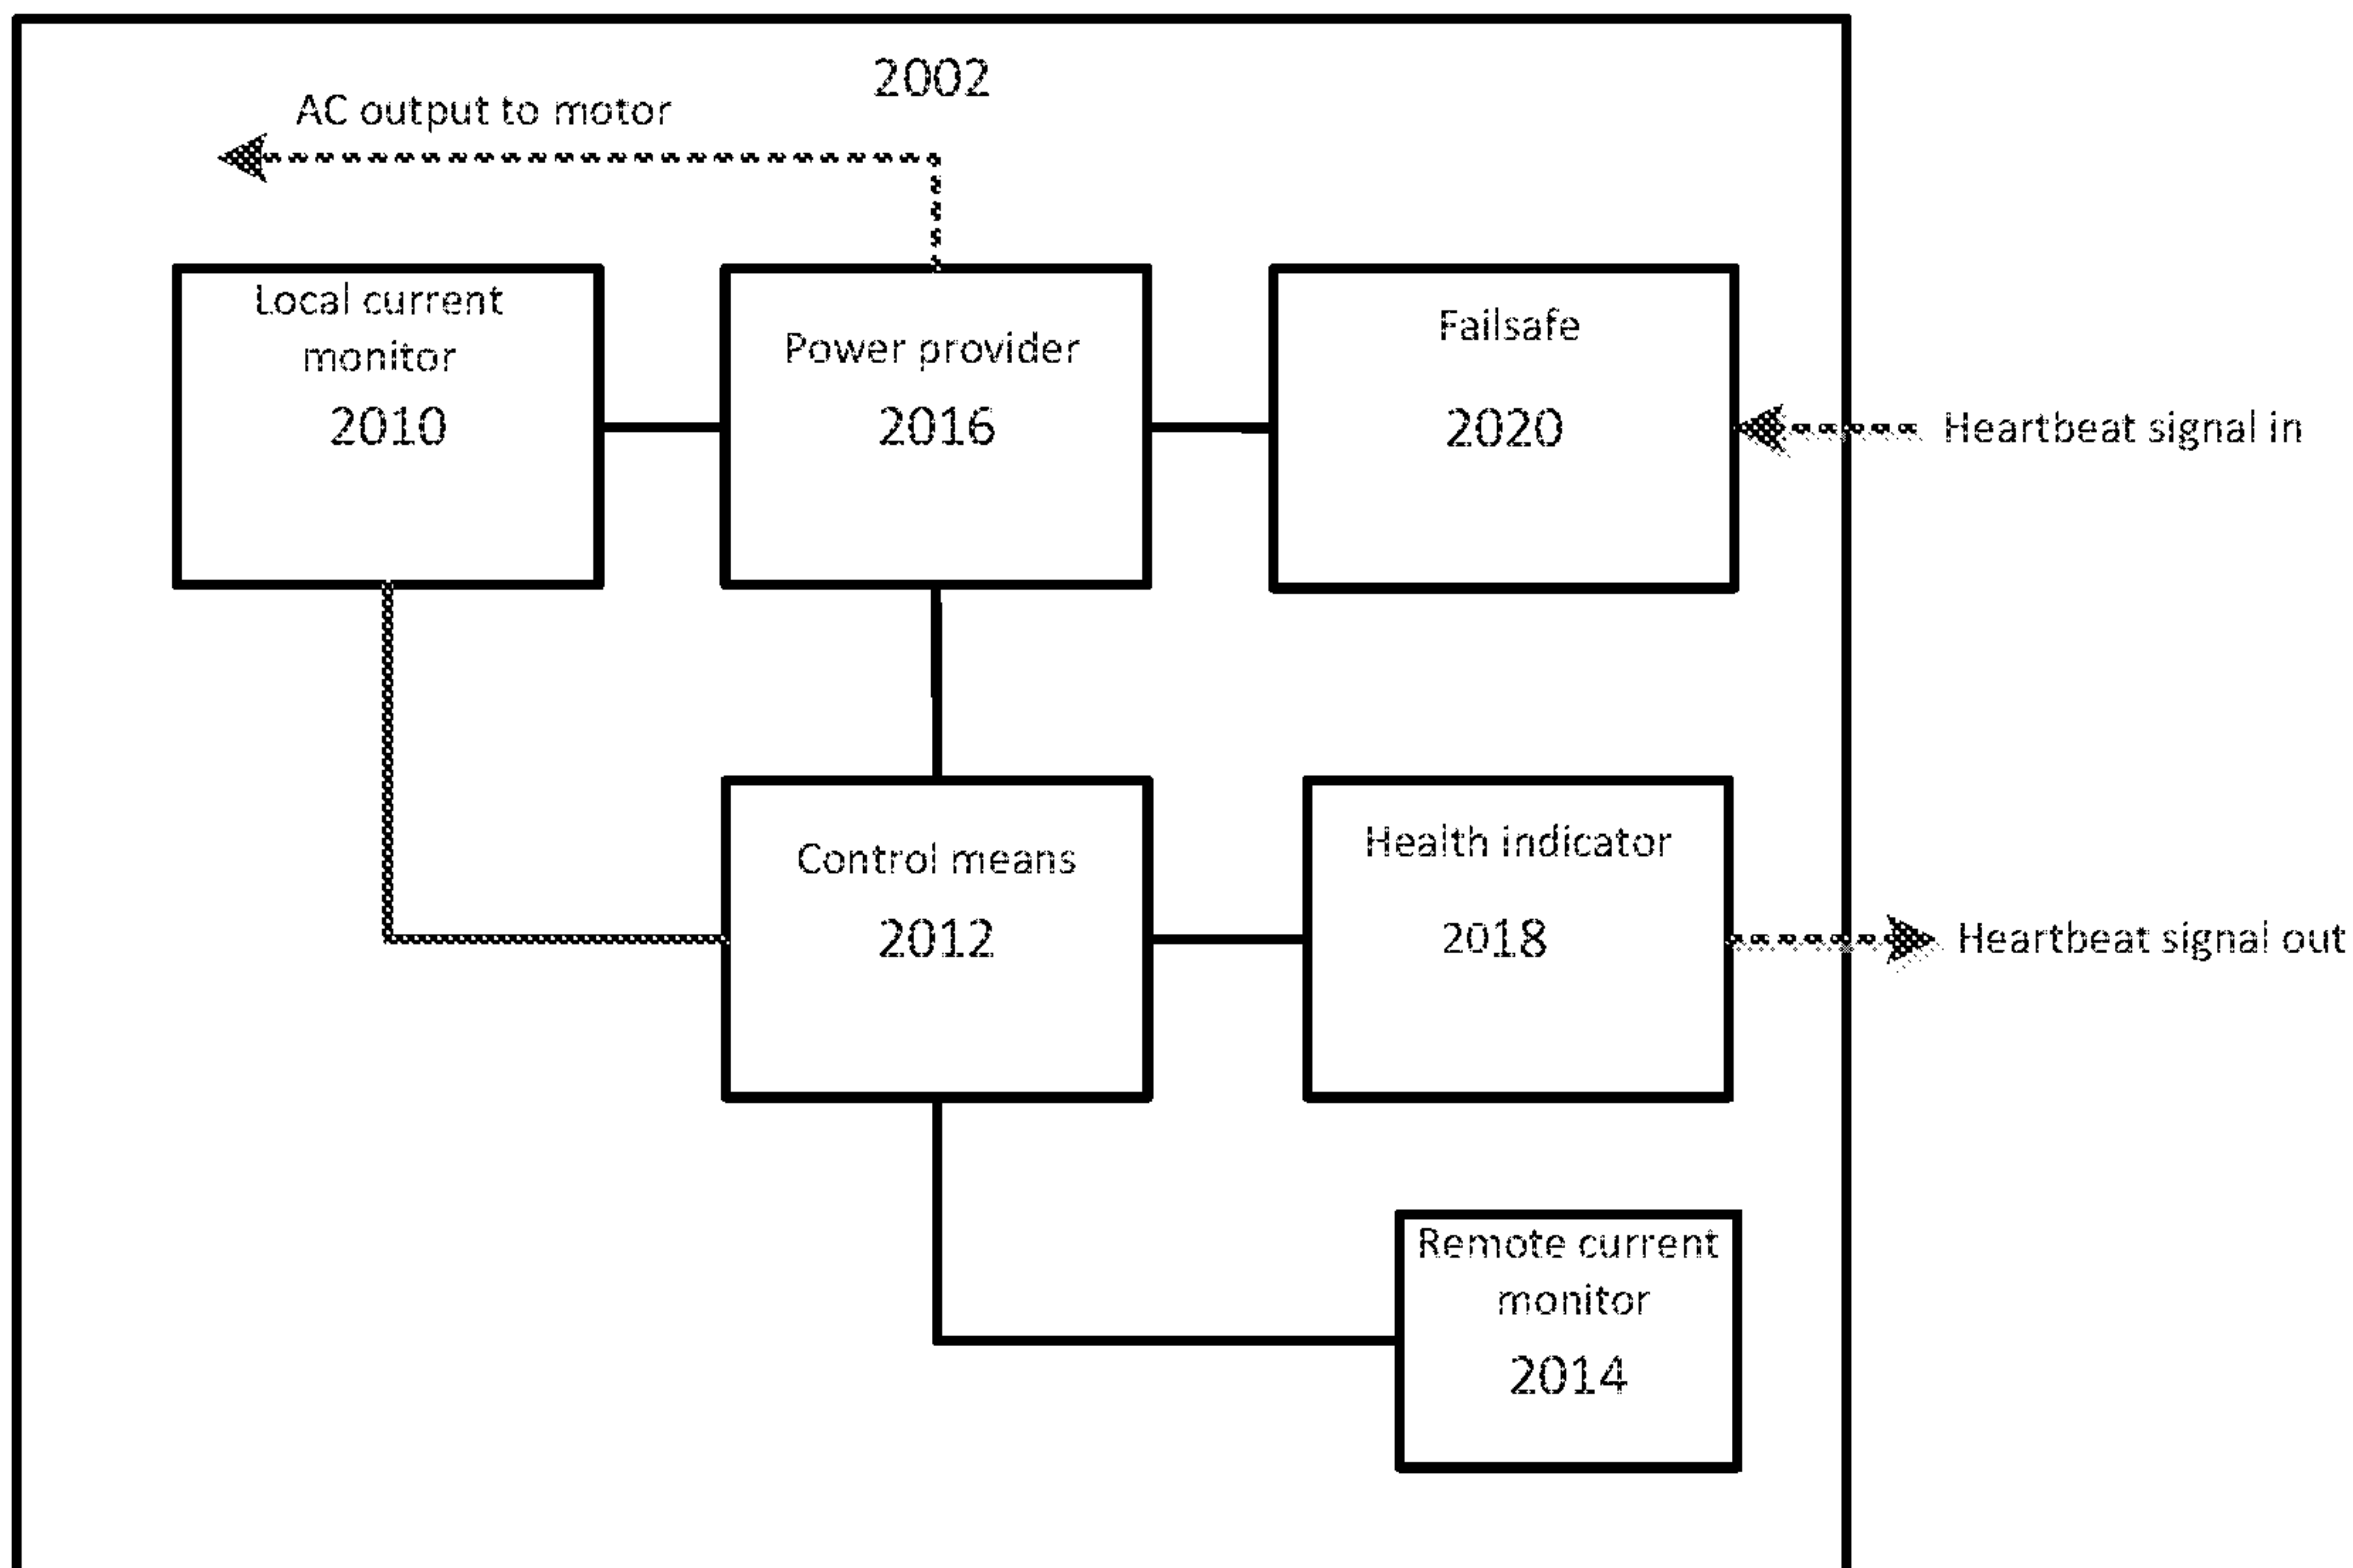 2002
AC output to motor
Local current
monitor
2010
Power provider
2016
Failsafe
2020
Heartbeat signal in
Control means
2012
Health indicator
2018
Heartbeat signal out
Remote current
monitor
2014